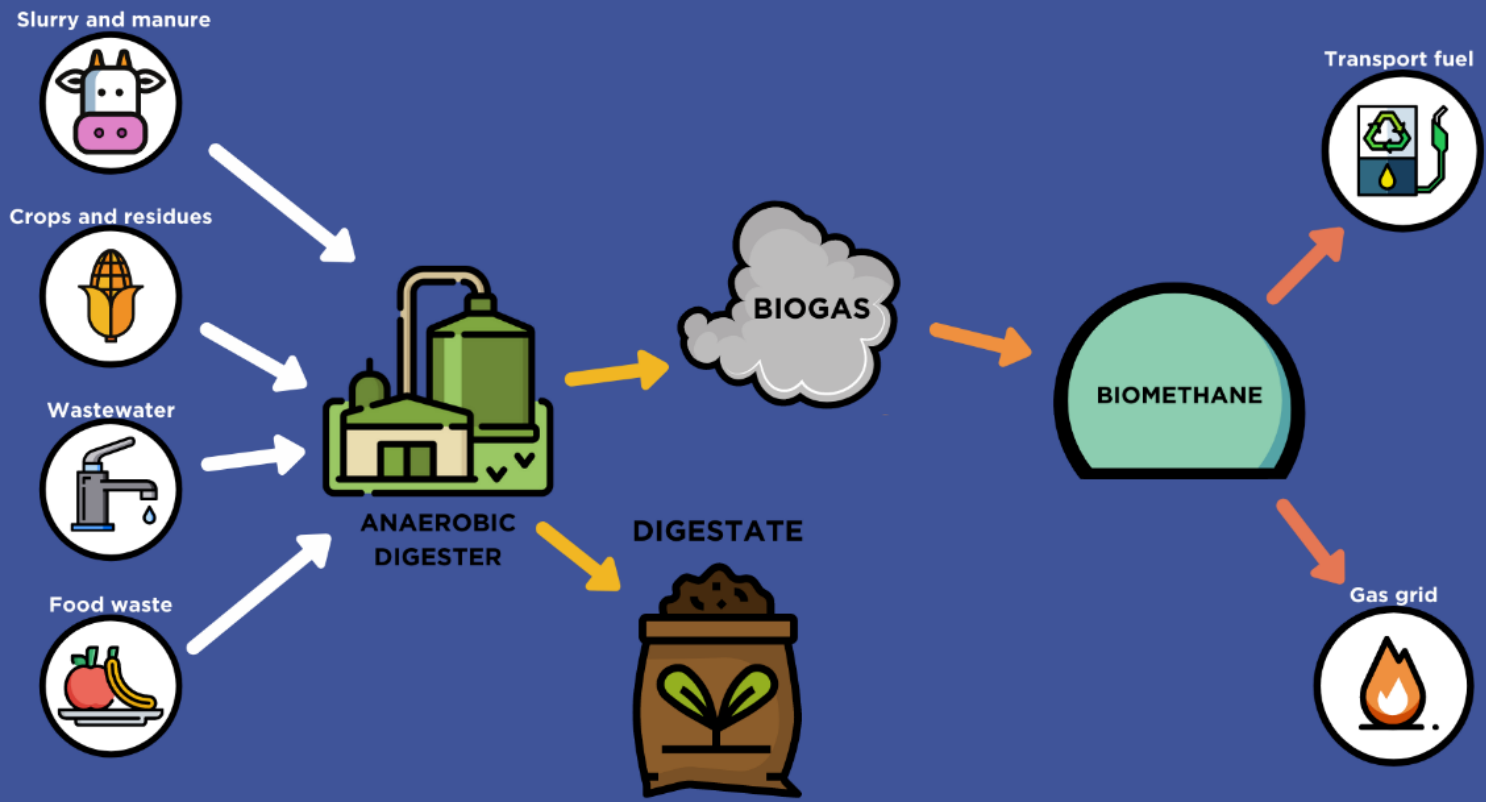 Slurry and manure
Crops and residues
Wastewater
Food waste
ANAEROBIC
DIGESTER
BIOGAS
DIGESTATE
BIOMETHANE
Transport fuel
Gas grid